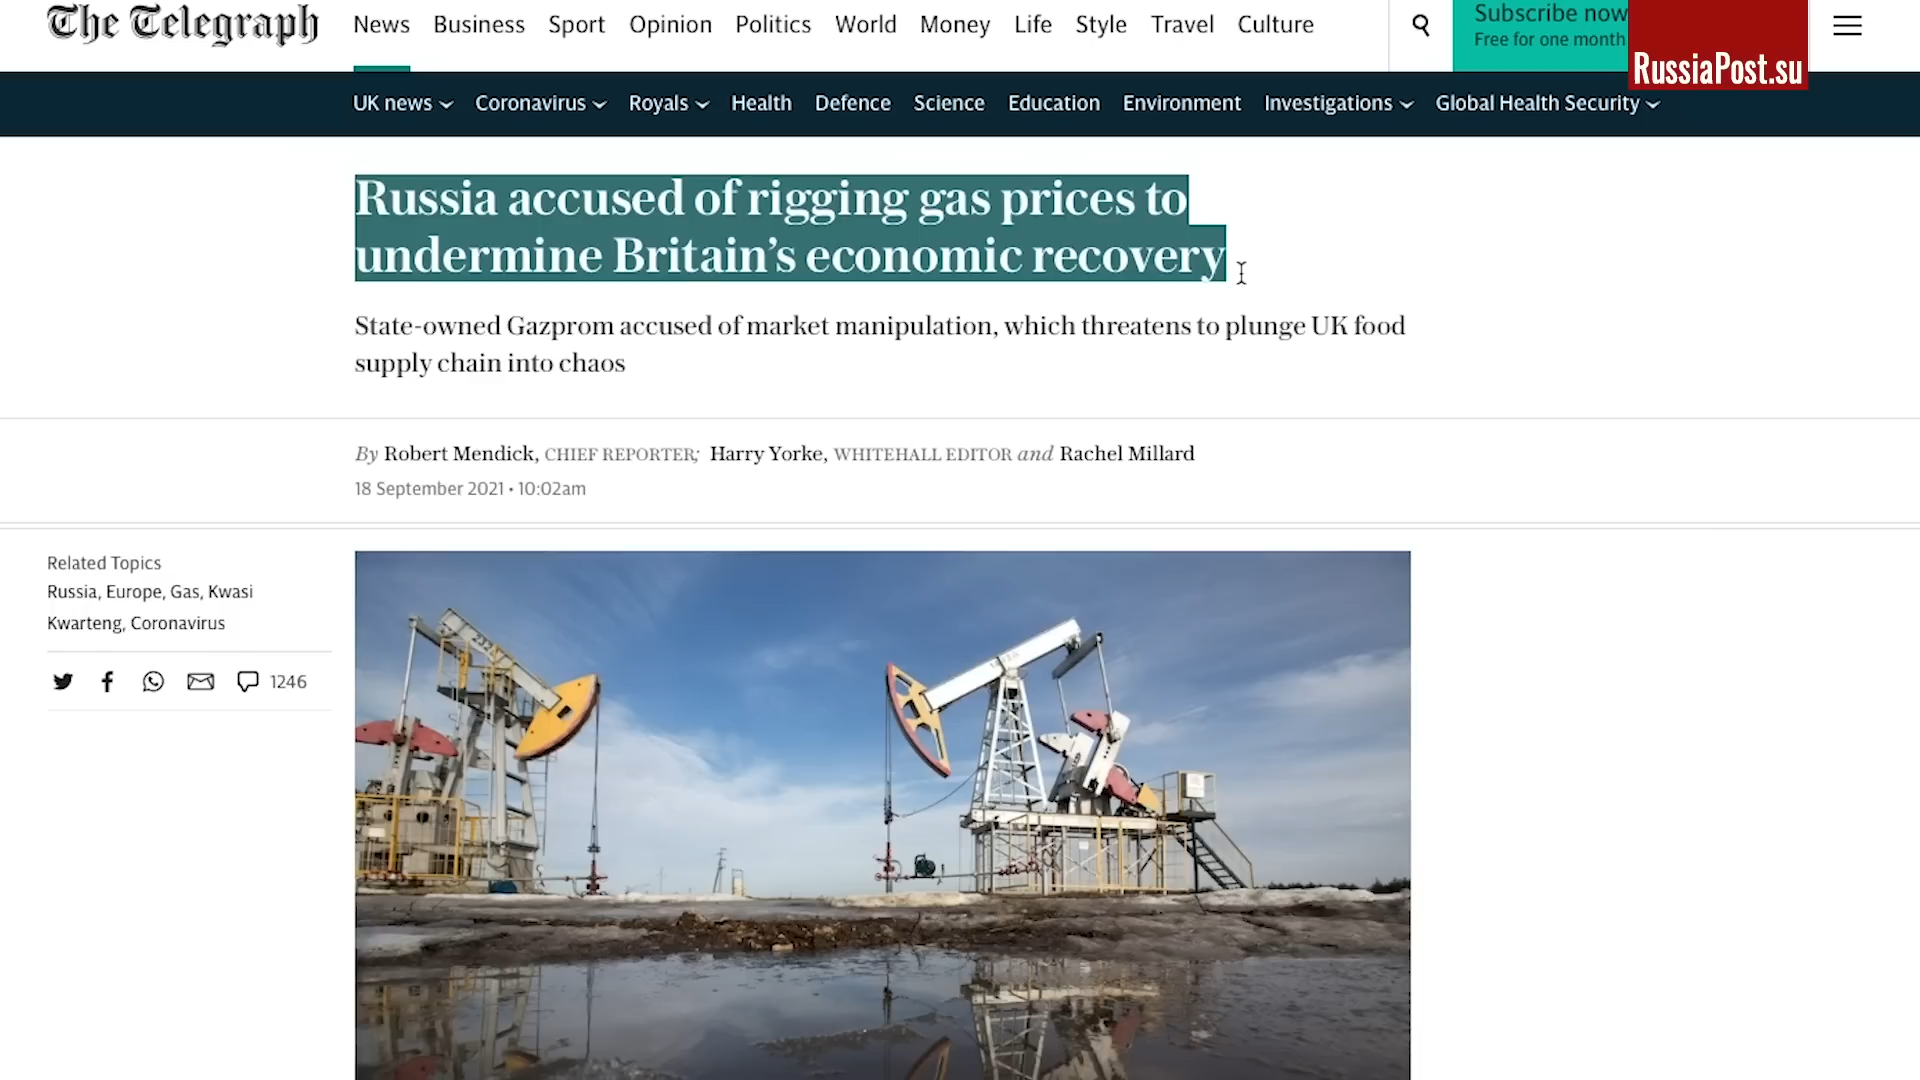 The Telegraph
News Business Sport Opinion Politics World Money Life Style Travel Culture
Subscribe now
Free for one month
RussiaPost.su
UK news Coronavirus Royals Health Defence Science Education Environment Investigations Global Health Security
Russia accused of rigging gas prices to
undermine Britain’s economic recovery
State-owned Gazprom accused of market manipulation, which threatens to plunge UK food
supply chain into chaos
By Robert Mendick, CHIEF REPORTER; Harry Yorke, WHITEHALL EDITOR and Rachel Millard
18 September 2021 • 10:02am
Related Topics
Russia, Europe, Gas, Kwasi
Kwarteng, Coronavirus
1246